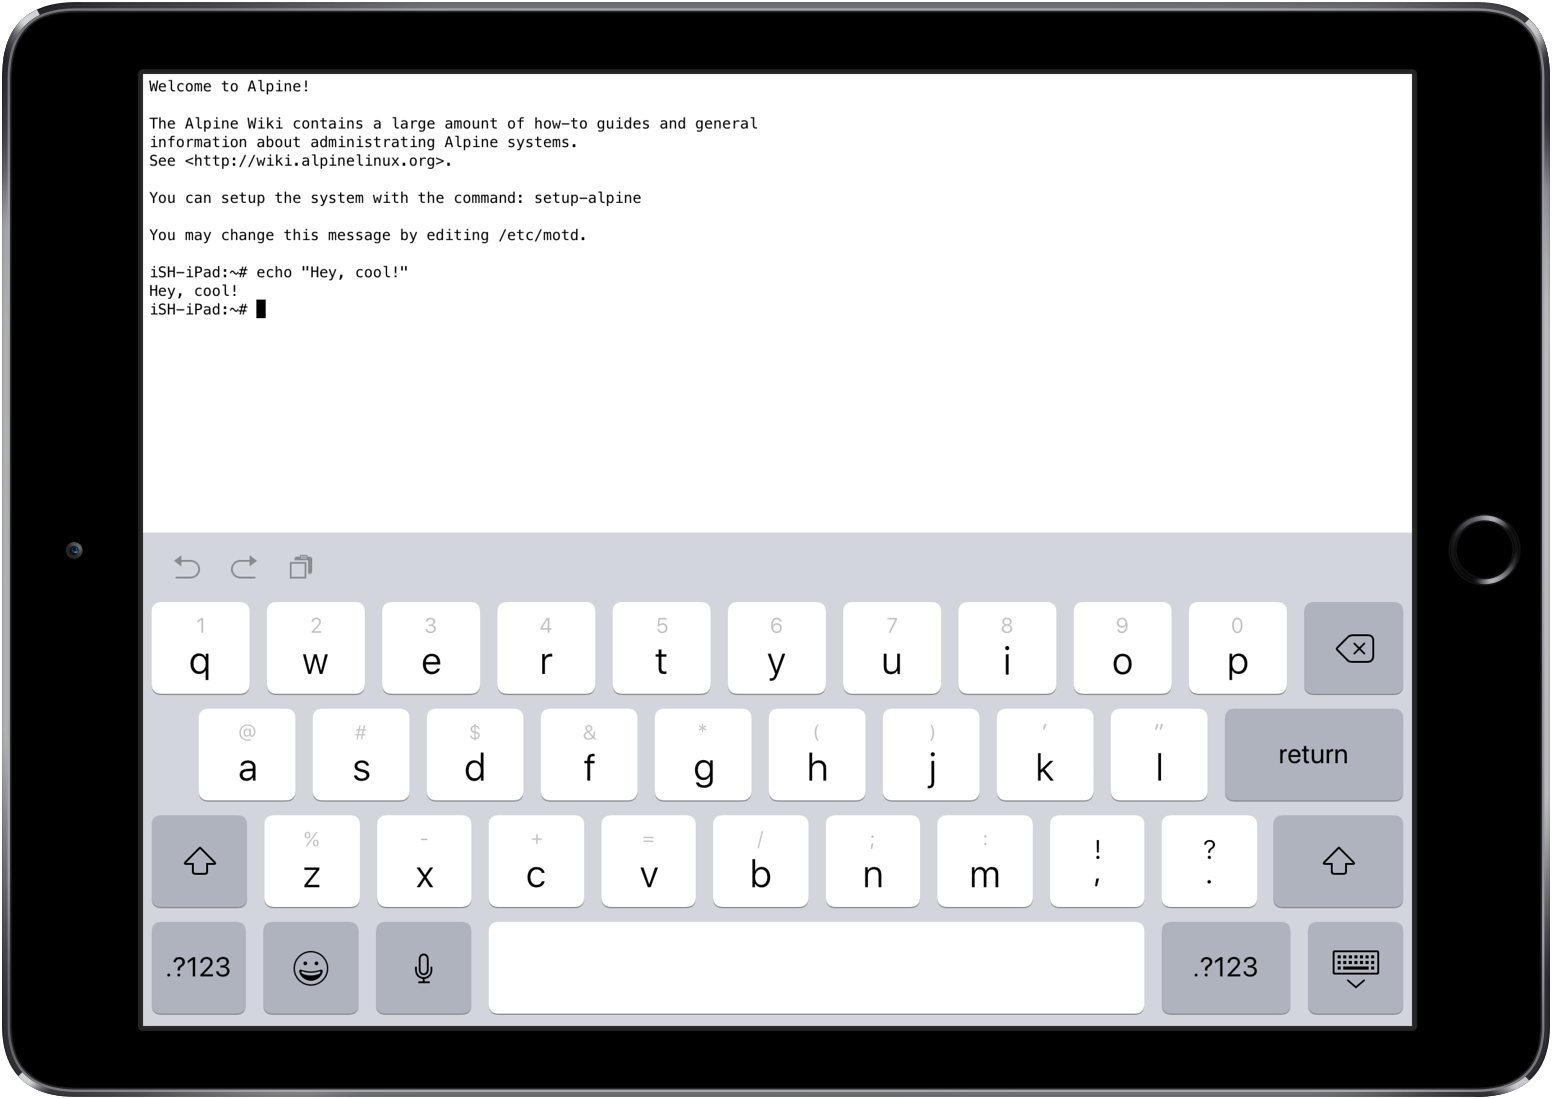 Welcome to Alpine!
The Alpine Wiki contains a large amount of how-to guides and general
information about administrating Alpine systems.
See <http://wiki.alpinelinux.org>.
You can setup the system with the command: setup-alpine
You may change this message by editing /etc/motd.
iSH-iPad:~# echo "Hey, cool!"
Hey, cool!
iSH-iPad:~#
1 2 3 4 5 6 7 8 9 0
q w e r t y u i o p
@ # $ & * ( ) ' "
a s d f g h j k l return
% - + = / ; : ! ?
z x c v b n m , .
.?123 .?123